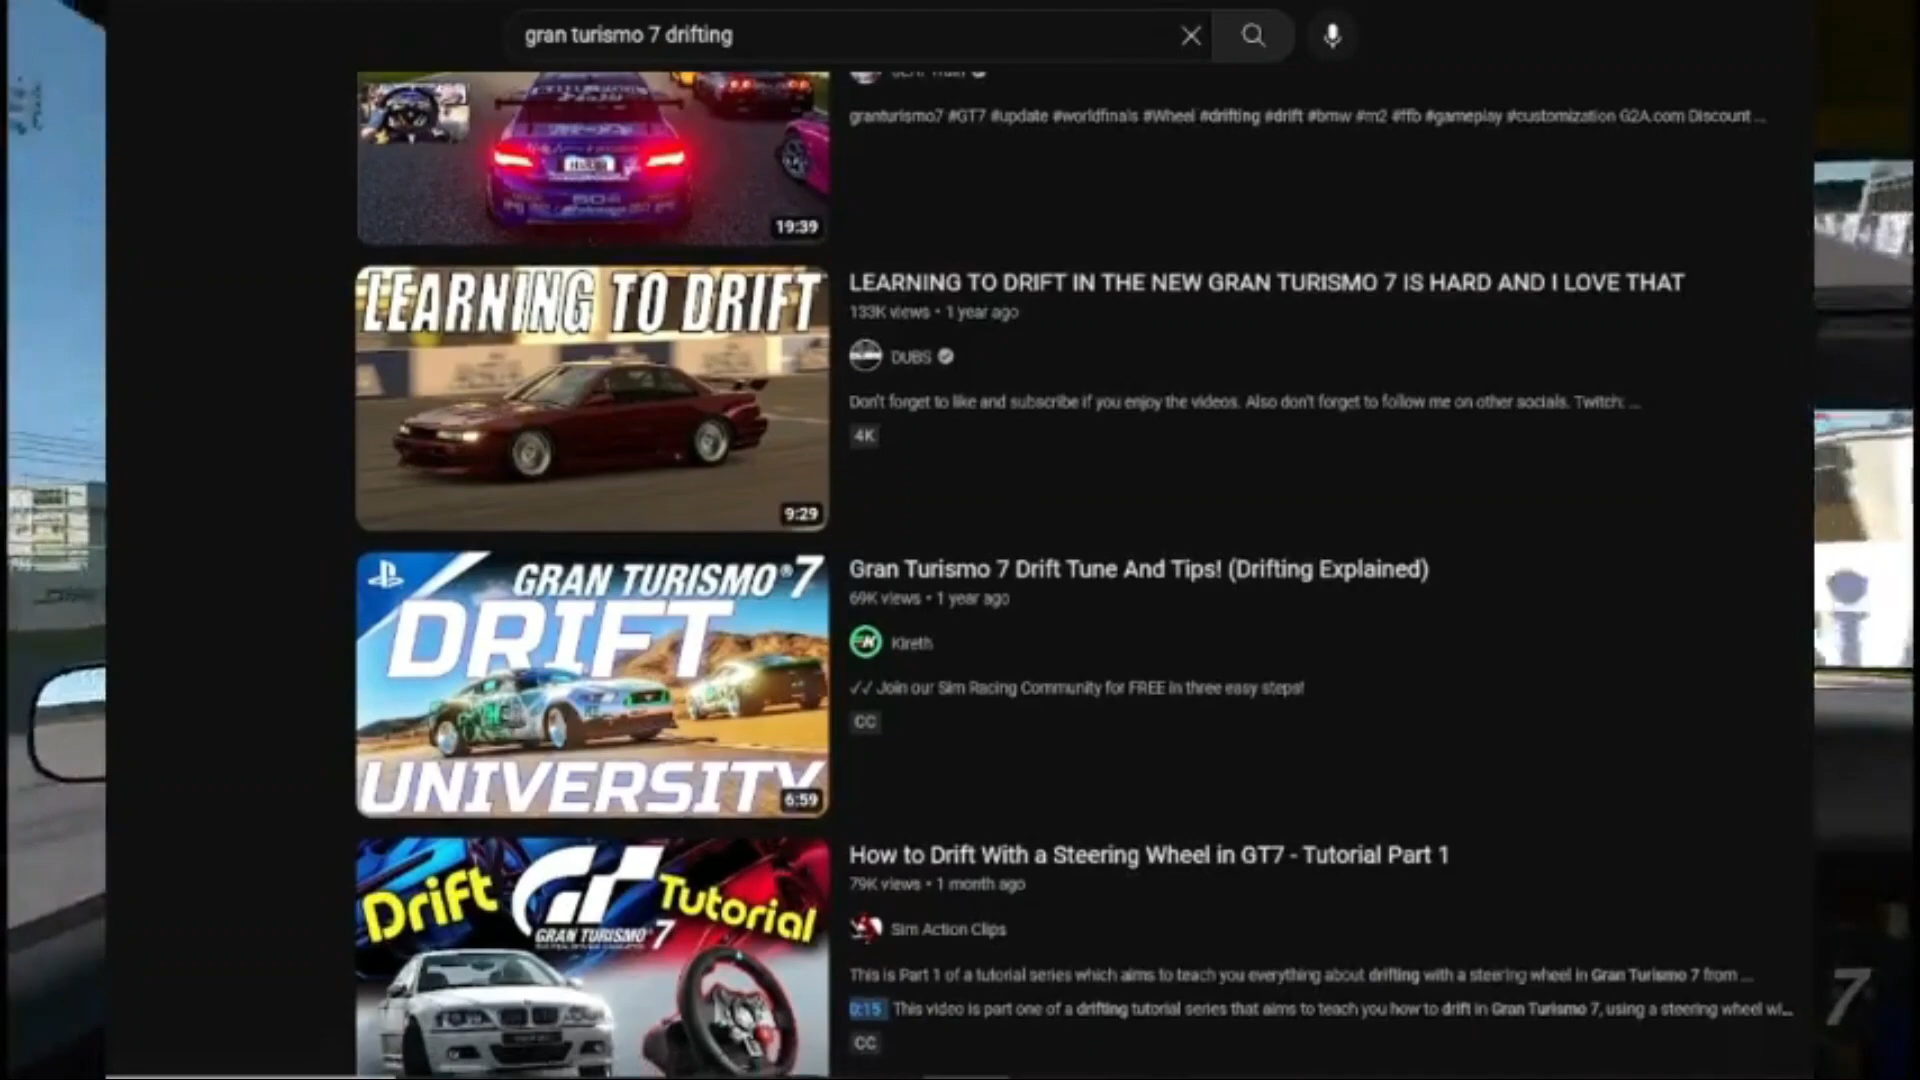 gran turismo 7 drifting
granturismo7 #GT7 #update #worldfinals #Wheel #drifting #drift #bmw #m2 #ffb #gameplay #customization G2A.com Discount ...
19:39
LEARNING TO DRIFT
9:29
LEARNING TO DRIFT IN THE NEW GRAN TURISMO 7 IS HARD AND I LOVE THAT
133K views • 1 year ago
DUBS
Don't forget to like and subscribe if you enjoy the videos. Also don't forget to follow me on other socials. Twitch: ...
4K
GRAN TURISMO® 7
DRIFT
UNIVERSITY
6:59
Gran Turismo 7 Drift Tune And Tips! (Drifting Explained)
69K views • 1 year ago
Kireth
✓✓ Join our Sim Racing Community for FREE in three easy steps!
CC
Drift GT Tutorial
GRAN TURISMO 7
How to Drift With a Steering Wheel in GT7 - Tutorial Part 1
79K views • 1 month ago
Sim Action Clips
This is Part 1 of a tutorial series which aims to teach you everything about drifting with a steering wheel in Gran Turismo 7 from ...
0:15 This video is part one of a drifting tutorial series that aims to teach you how to drift in Gran Turismo 7, using a steering wheel wi...
CC
7